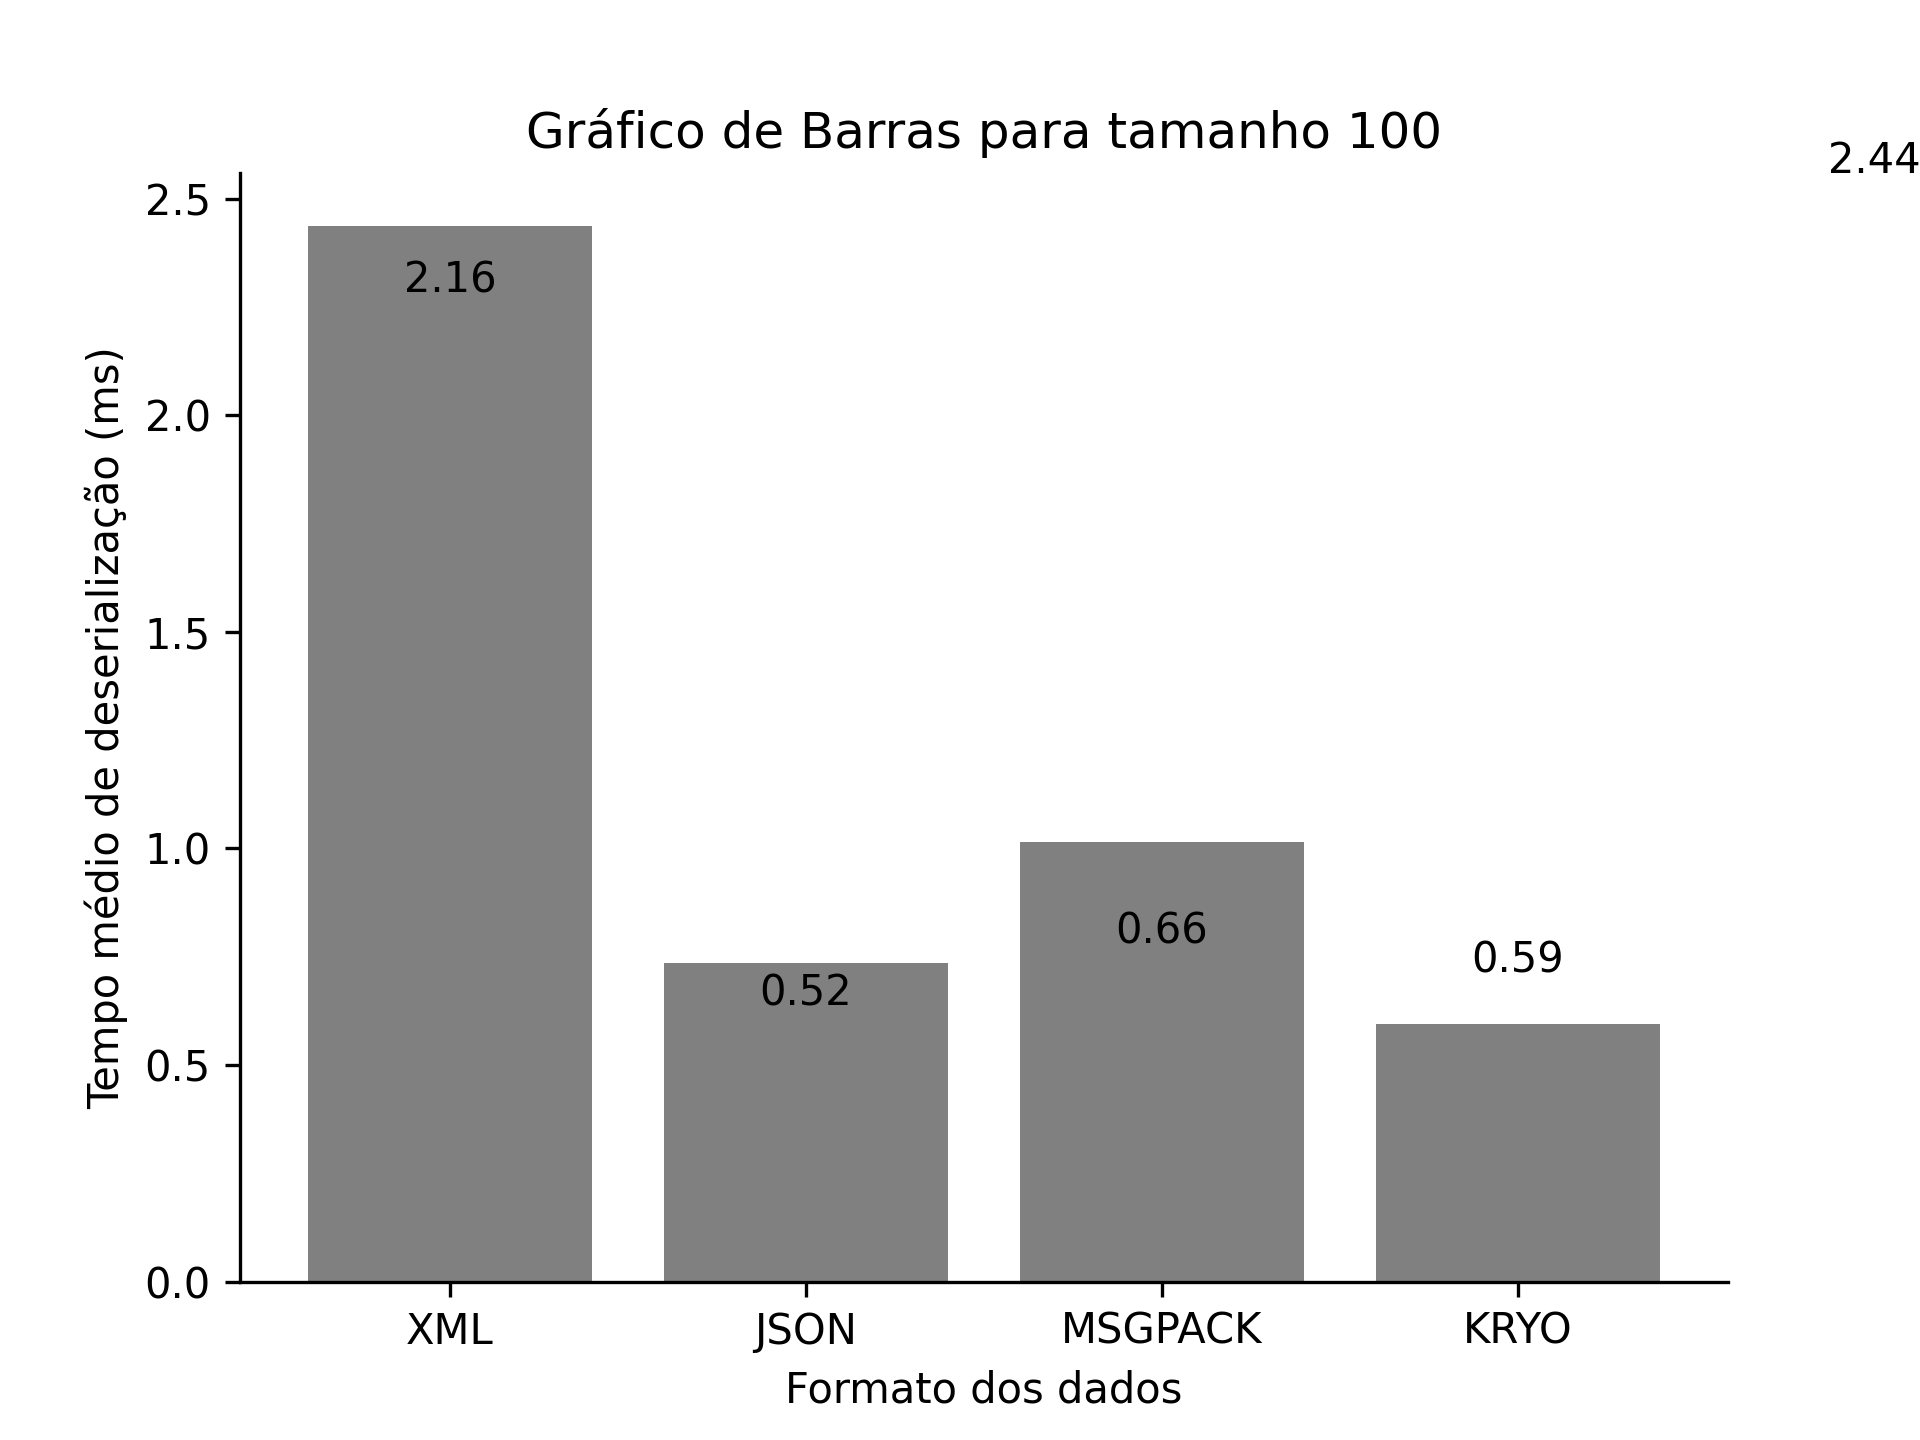 Gráfico de Barras para tamanho 100
2.44
2.5
2.0
1.5
1.0
0.5
0.0
Tempo médio de deserialização (ms)
2.16
0.52
0.66
0.59
XML
JSON
MSGPACK
KRYO
Formato dos dados